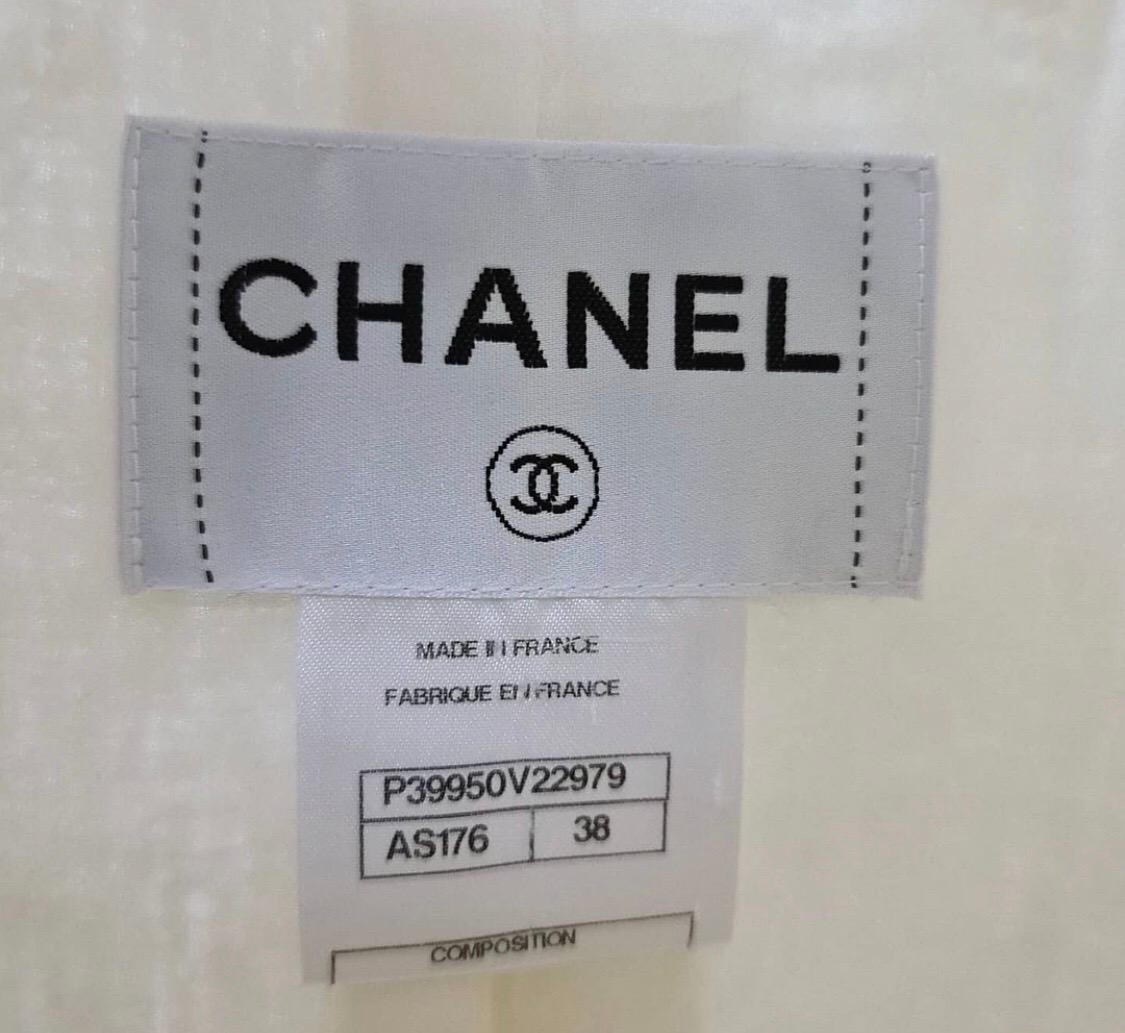 CHANEL
MADE IN FRANCE
FABRIQUE EN FRANCE
P39950V22979
AS176 38
COMPOSITION